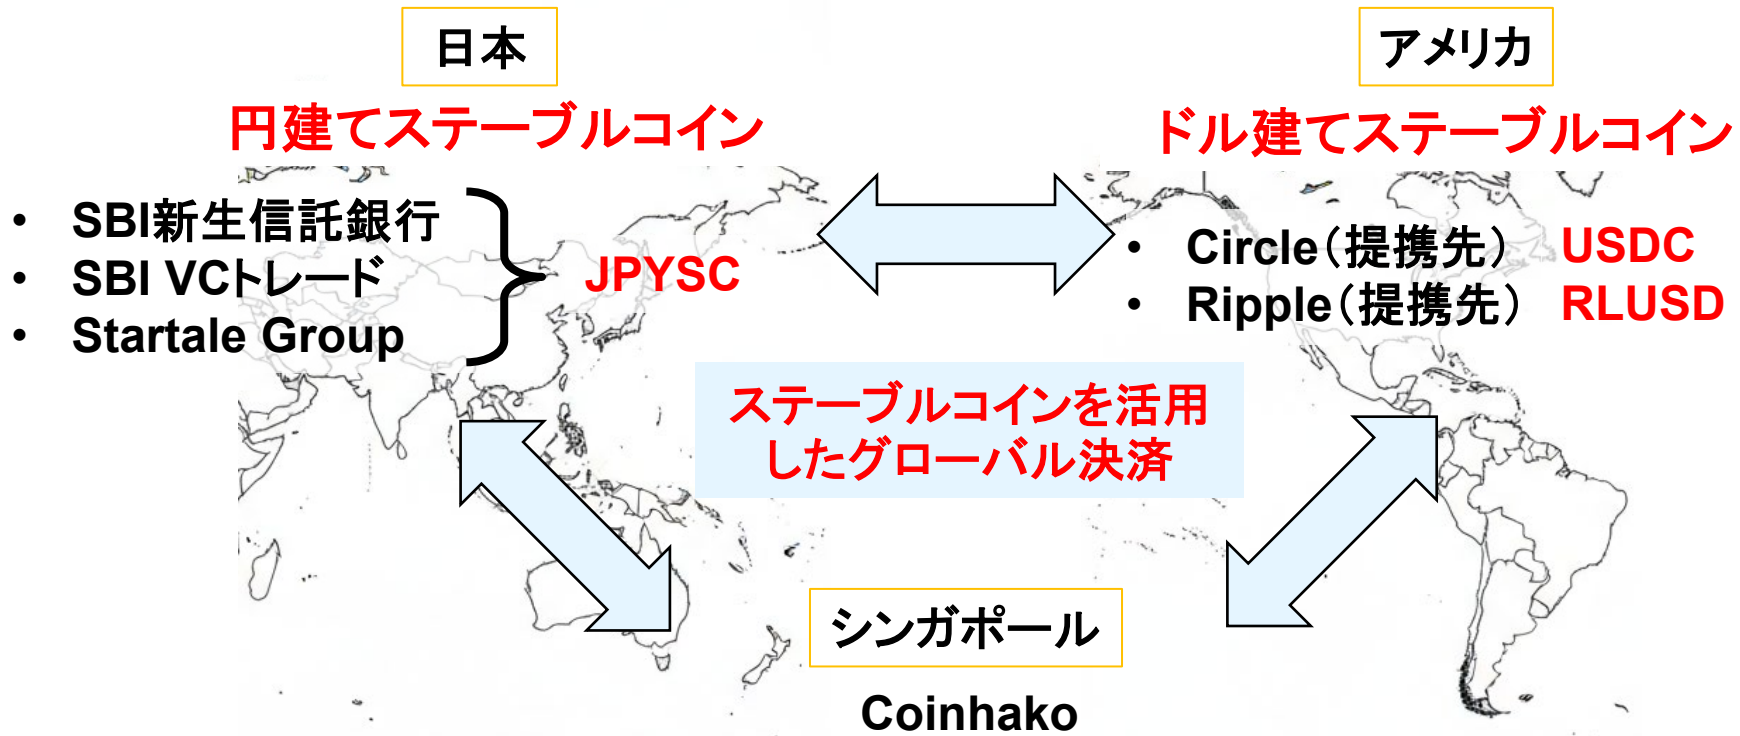 日本
アメリカ
円建てステーブルコイン
ドル建てステーブルコイン
• SBI新生信託銀行
• SBI VCトレード
• Startale Group
JPYSC
• Circle（提携先） USDC
• Ripple（提携先） RLUSD
ステーブルコインを活用
したグローバル決済
シンガポール
Coinhako